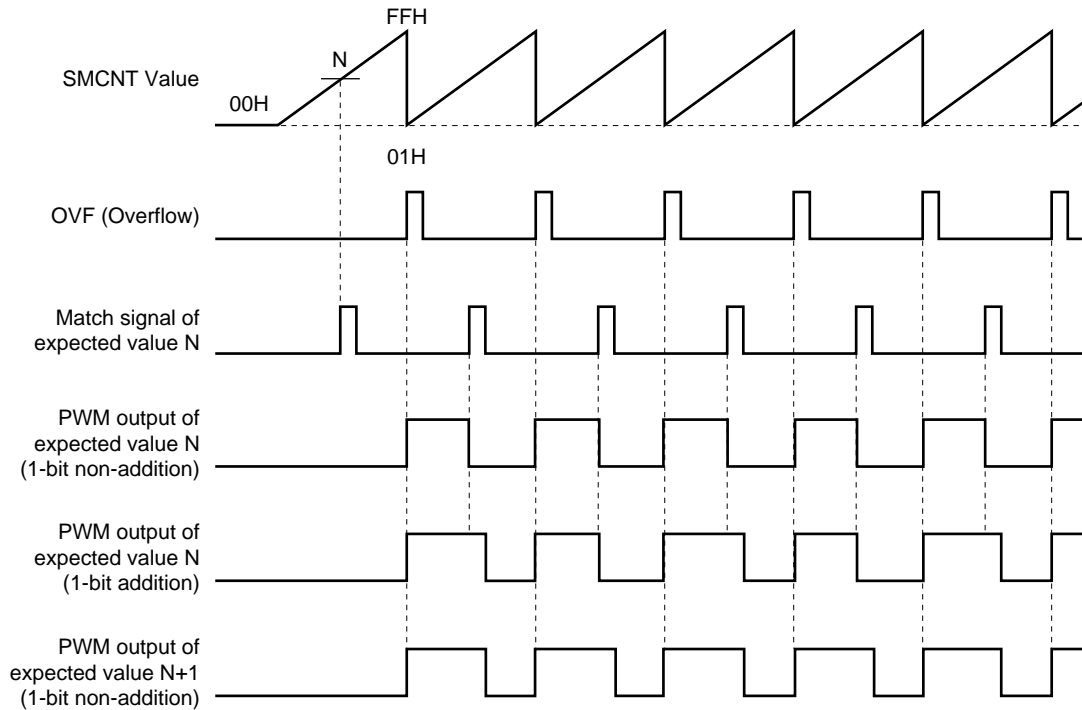 FFH
N
SMCNT Value
00H
01H
OVF (Overflow)
Match signal of
expected value N
PWM output of
expected value N
(1-bit non-addition)
PWM output of
expected value N
(1-bit addition)
PWM output of
expected value N+1
(1-bit non-addition)